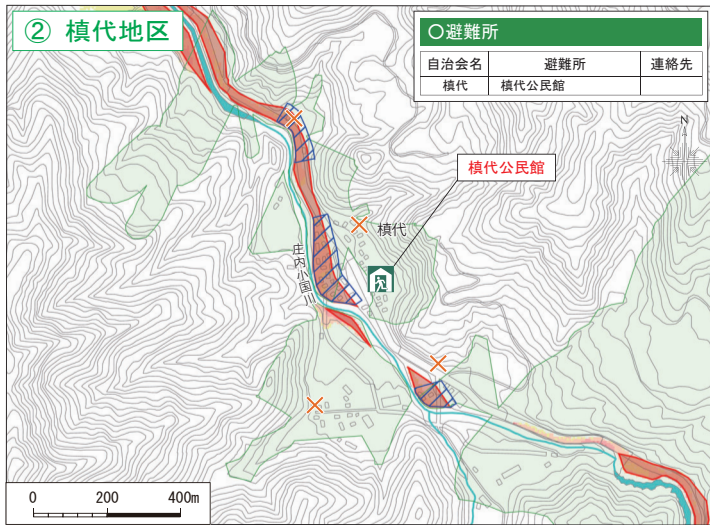 ② 槙代地区
〇避難所
自治会名 避難所 連絡先
槙代 槙代公民館
N
槙代公民館
槙代
庄内小国川
0 200 400m